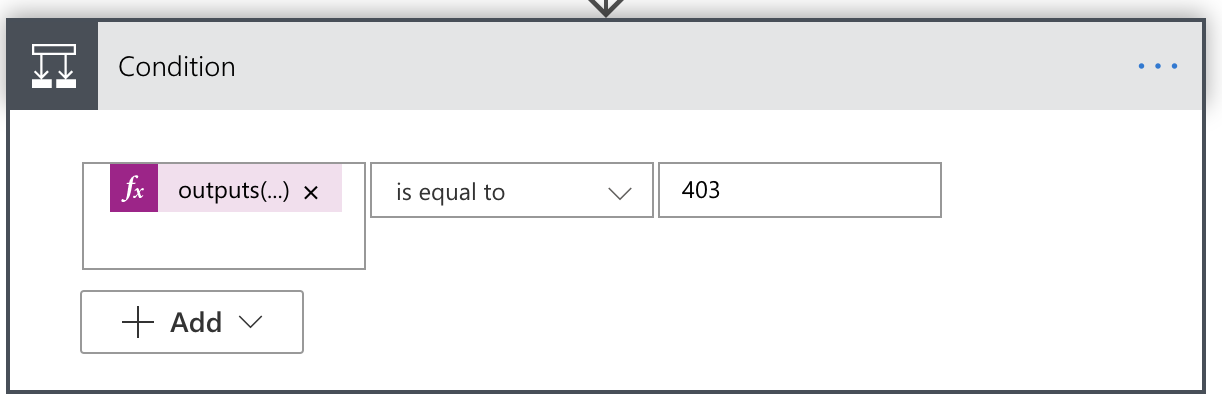 Condition
fx outputs(...) × is equal to 403
Add